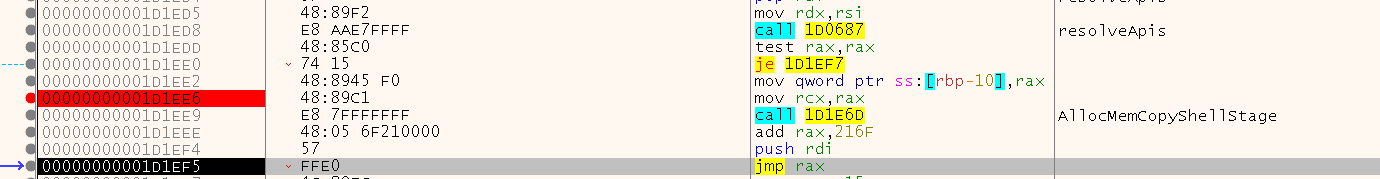 00000000001D1ED5 48:89F2 mov rdx,rsi
00000000001D1ED8 E8 AAE7FFFF call 1D0687 resolveApis
00000000001D1EDD 48:85C0 test rax,rax
00000000001D1EE0 74 15 je 1D1EF7
00000000001D1EE2 48:8945 F0 mov qword ptr ss:[rbp-10],rax
00000000001D1EE6 48:89C1 mov rcx,rax
00000000001D1EE9 E8 7FFFFFFF call 1D1E6D AllocMemCopyShellStage
00000000001D1EEE 48:05 6F210000 add rax,216F
00000000001D1EF4 57 push rdi
00000000001D1EF5 FFE0 jmp rax